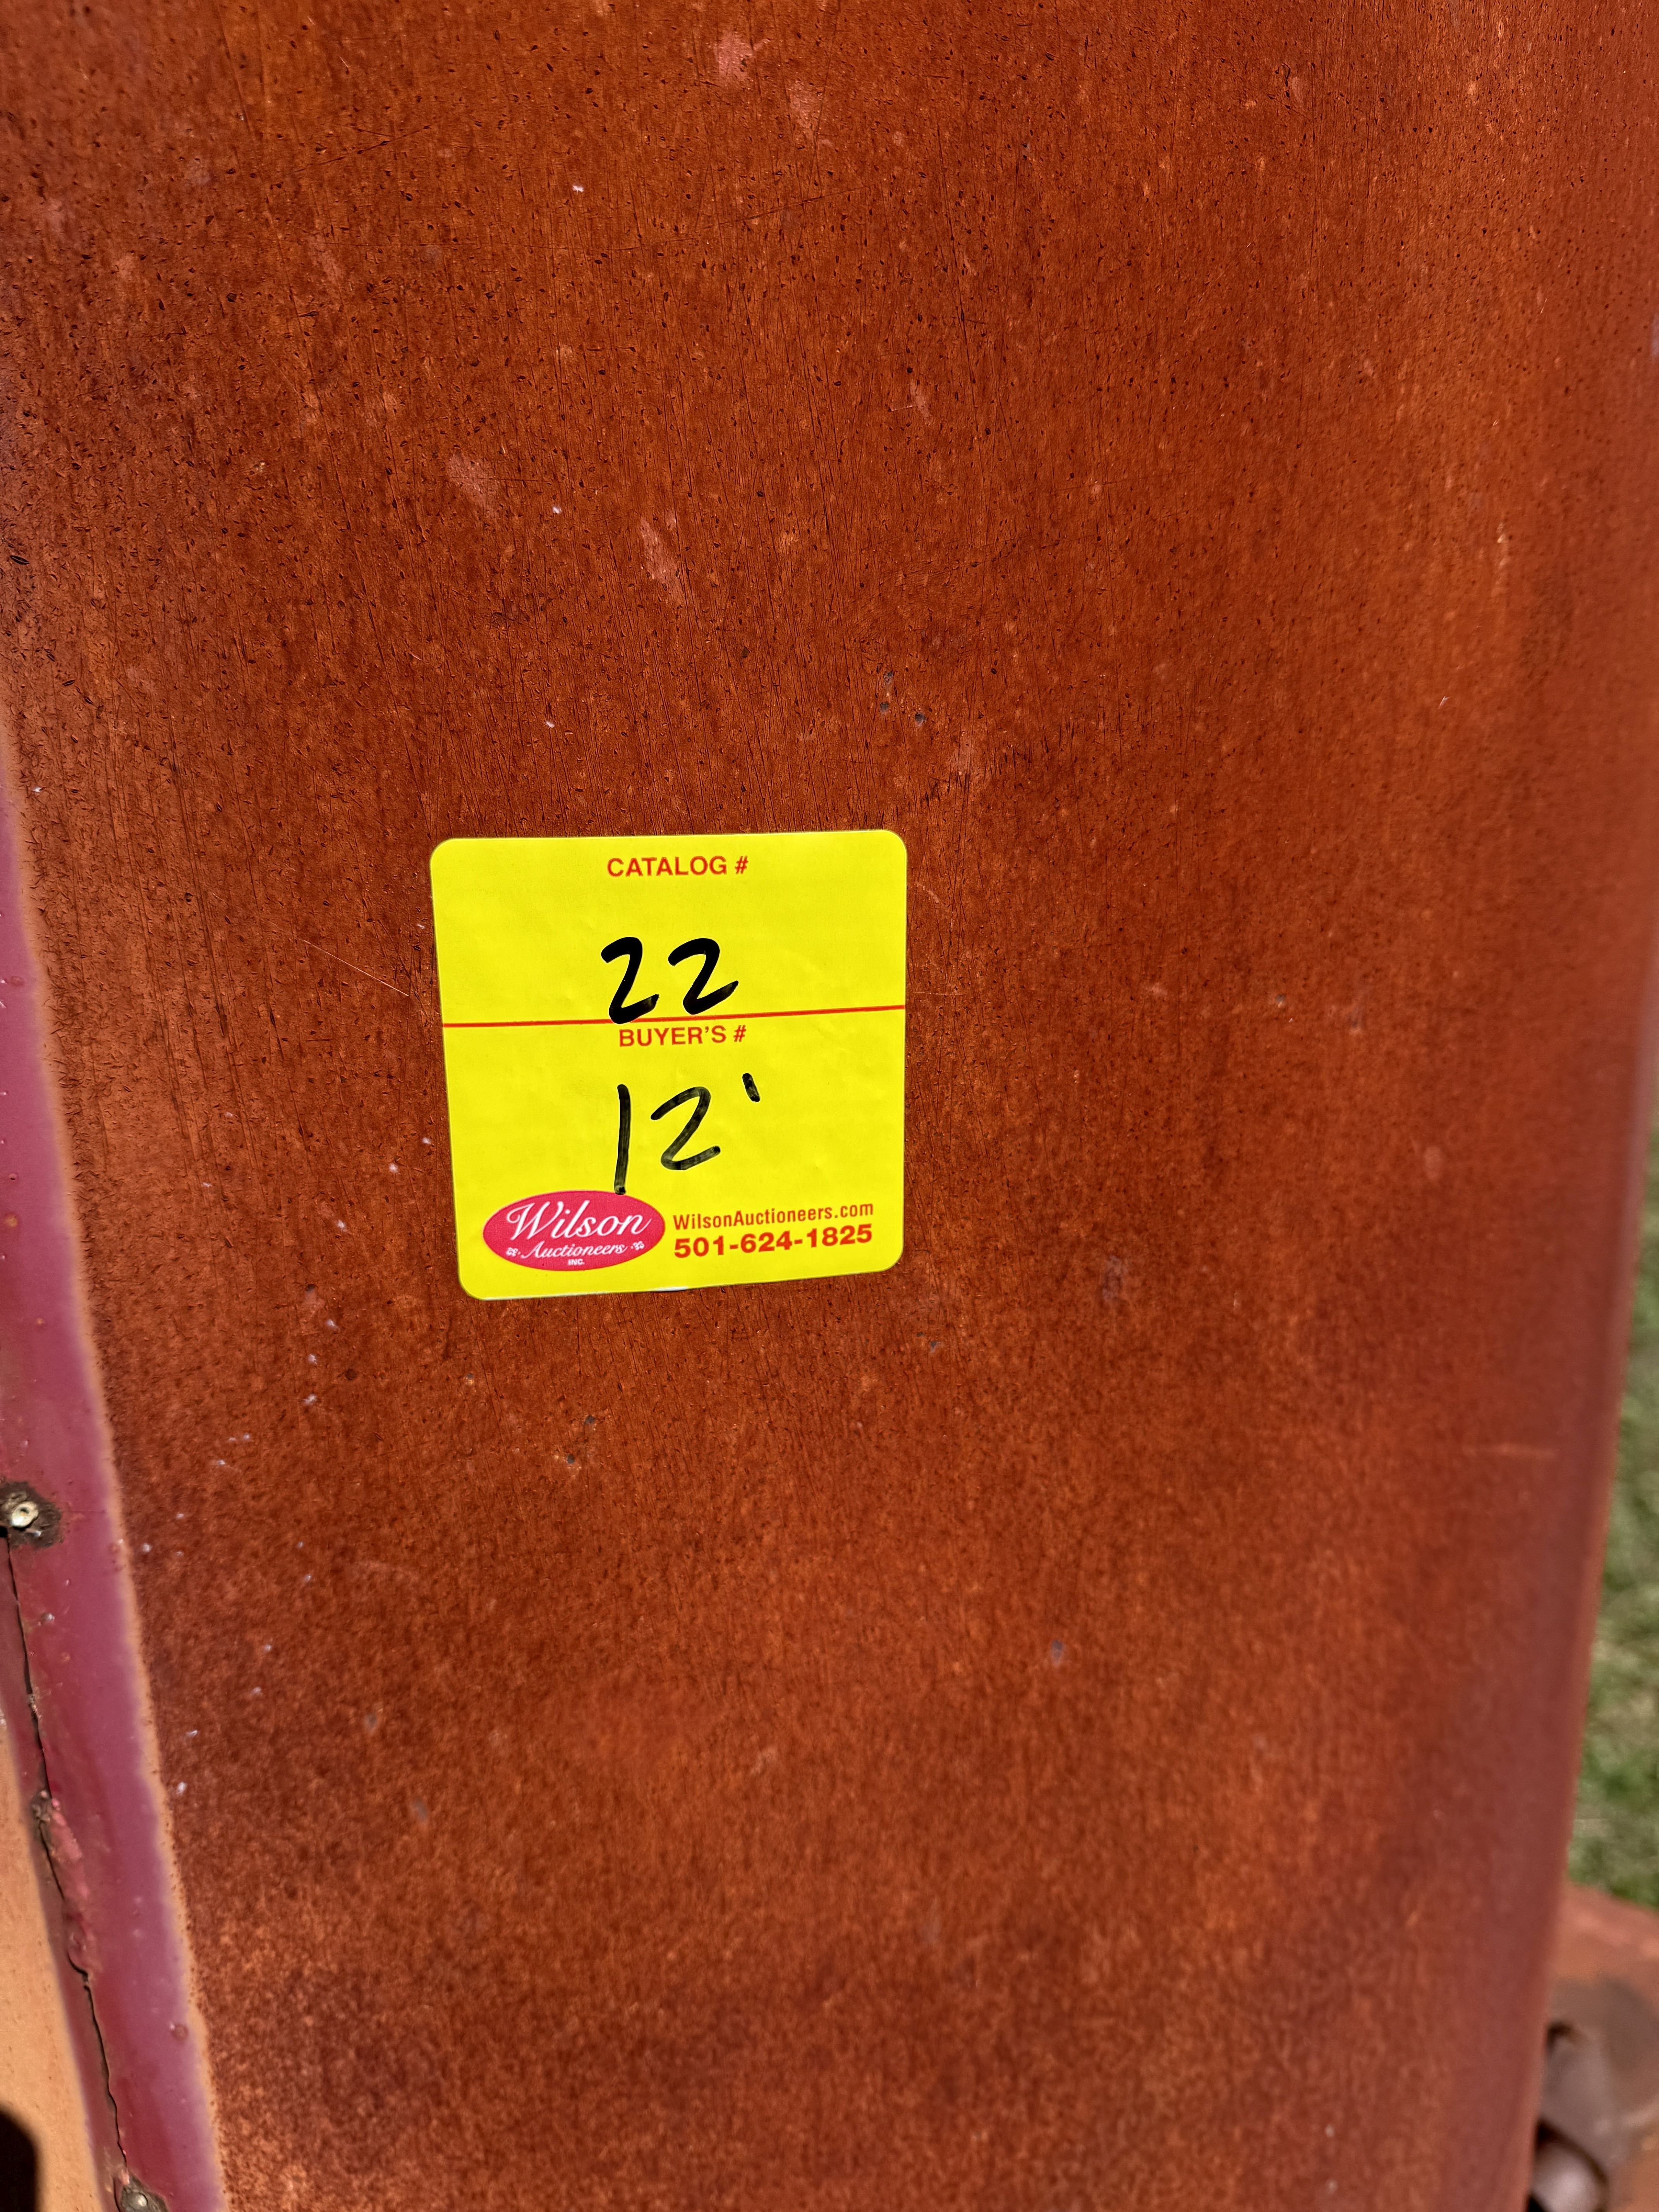 CATALOG #
22
BUYER'S #
12'
Wilson
Auctioneers
INC.
WilsonAuctioneers.com
501-624-1825